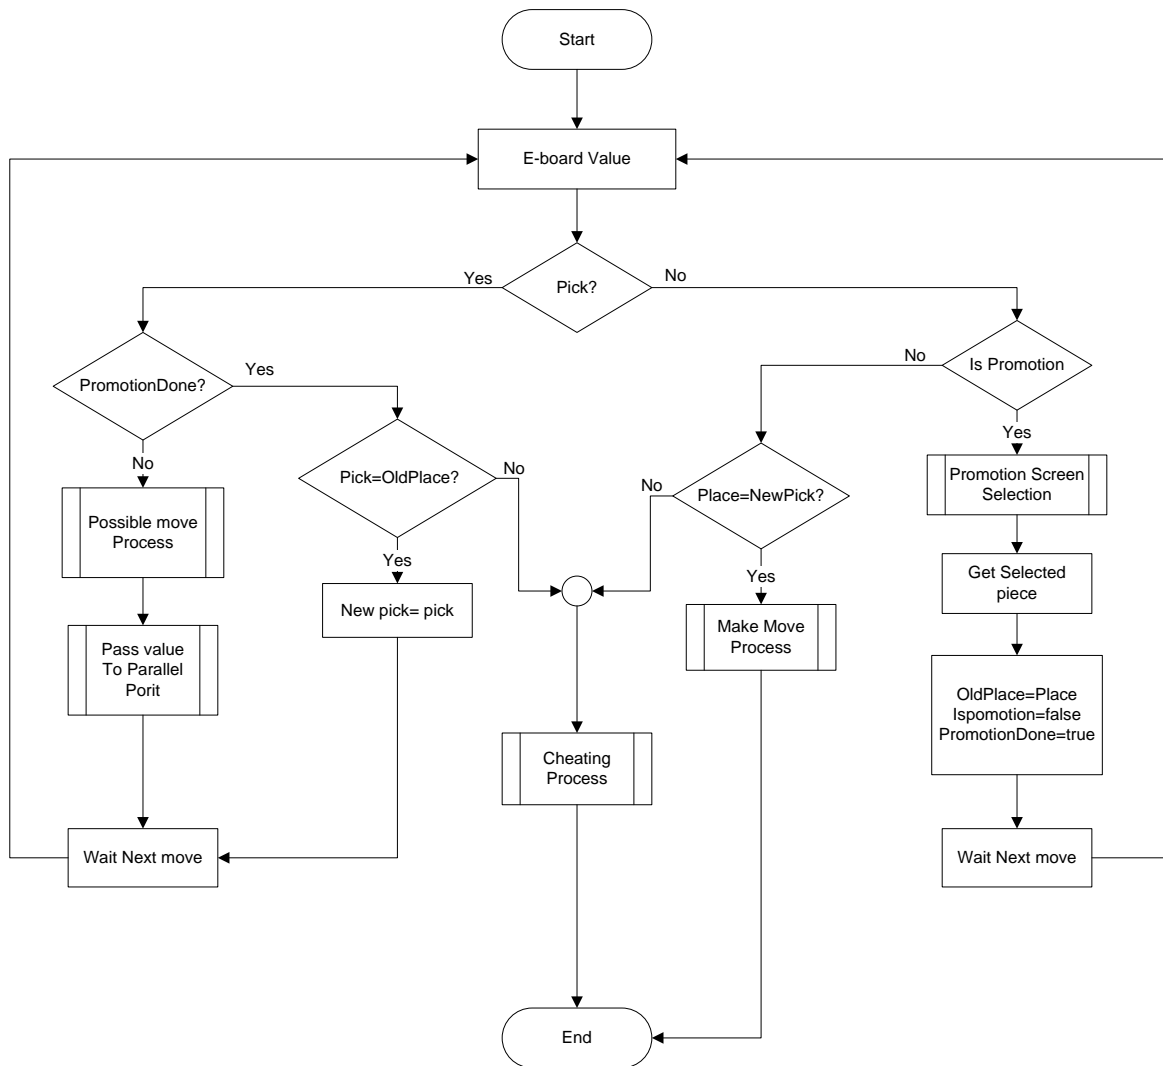 Start
E-board Value
Yes
Pick?
No
PromotionDone?
Yes
No
Is Promotion
No
Pick=OldPlace?
No
No
Place=NewPick?
Yes
Promotion Screen
Selection
Possible move
Process
Yes
New pick= pick
Yes
Make Move
Process
Get Selected
piece
Pass value
To Parallel
Porit
OldPlace=Place
Ispomotion=false
PromotionDone=true
Cheating
Process
Wait Next move
Wait Next move
End